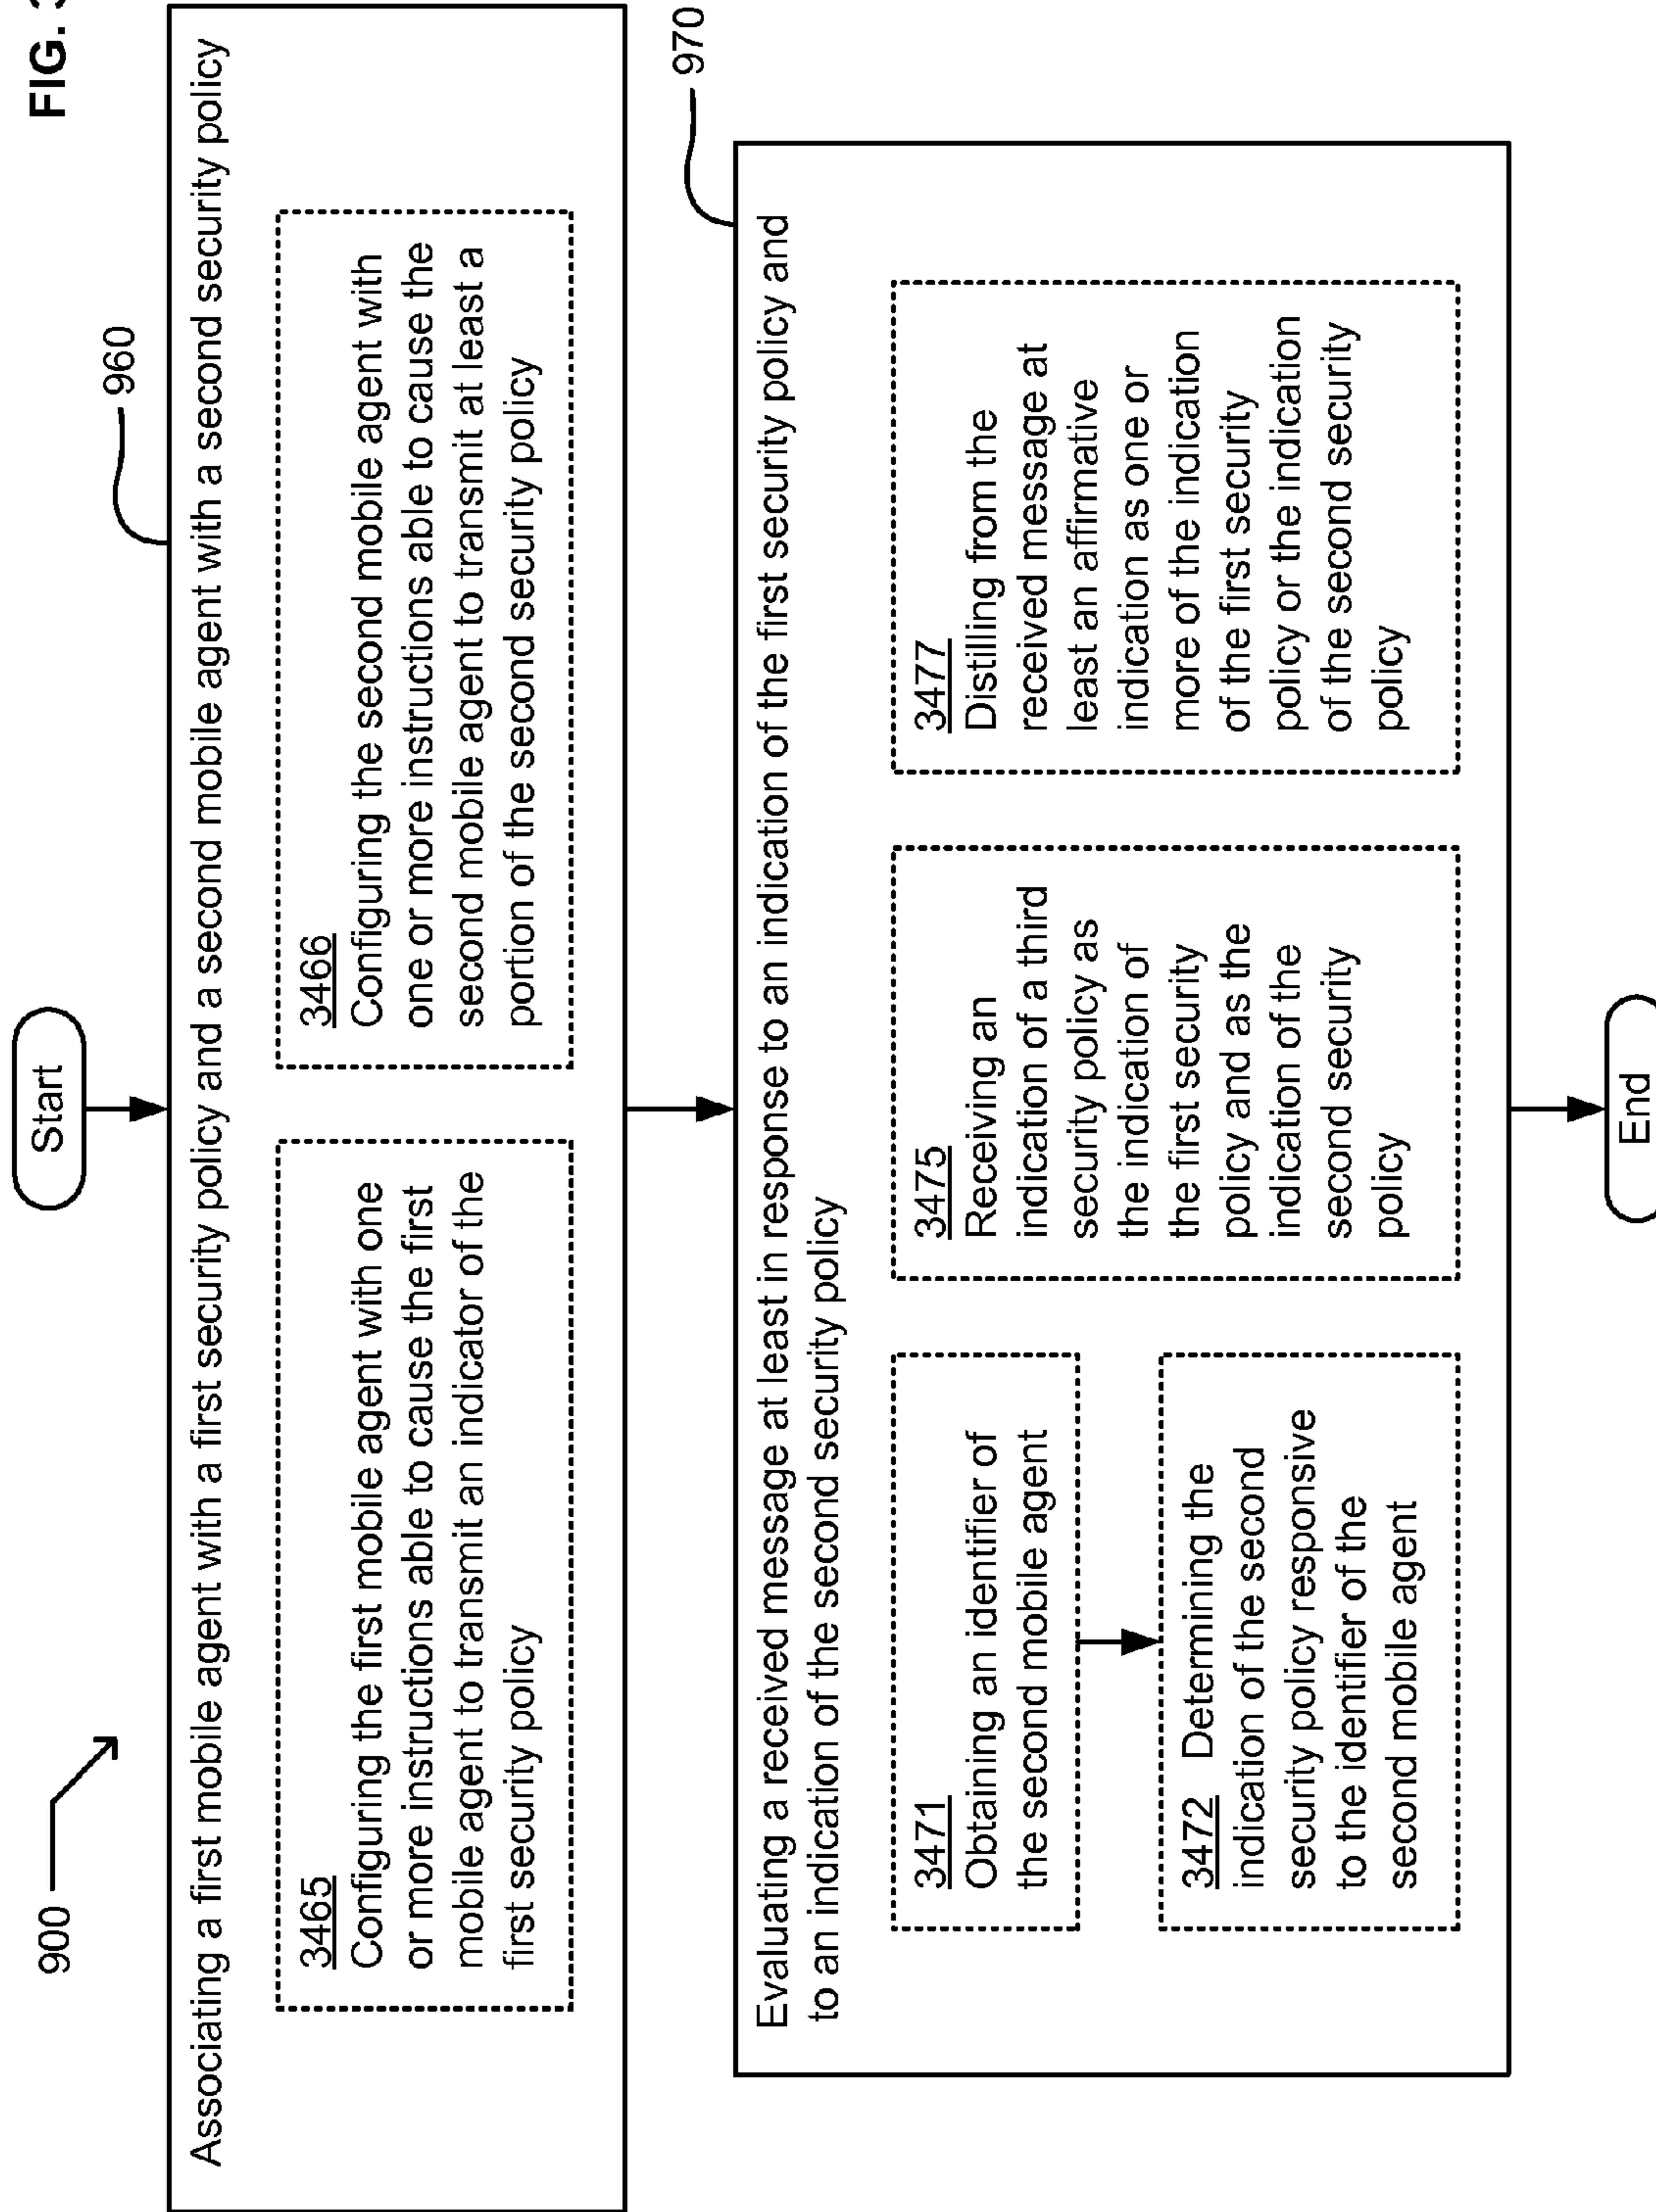 FIG. 3
900
Start
960
Associating a first mobile agent with a first security policy and a second mobile agent with a second security policy
3465
Configuring the first mobile agent with one
or more instructions able to cause the first
mobile agent to transmit an indicator of the
first security policy
3466
Configuring the second mobile agent with
one or more instructions able to cause the
second mobile agent to transmit at least a
portion of the second security policy
970
Evaluating a received message at least in response to an indication of the first security policy and
to an indication of the second security policy
3471
Obtaining an identifier of
the second mobile agent
3472 Determining the
indication of the second
security policy responsive
to the identifier of the
second mobile agent
3475
Receiving an
indication of a third
security policy as
the indication of
the first security
policy and as the
indication of the
second security
policy
3477
Distilling from the
received message at
least an affirmative
indication as one or
more of the indication
of the first security
policy or the indication
of the second security
policy
End